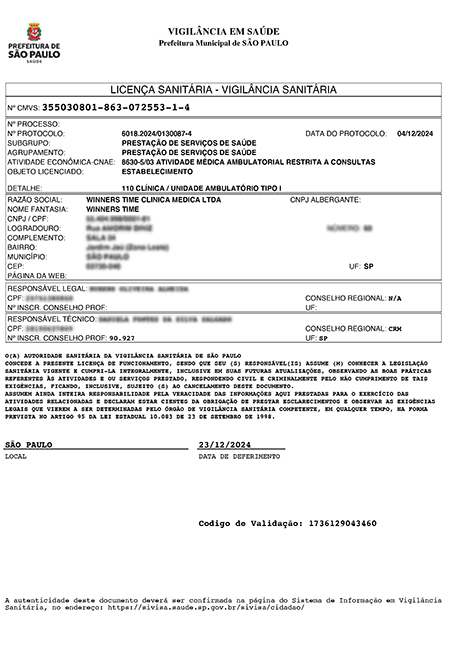 VIGILÂNCIA EM SAÚDE
Prefeitura Municipal de SÃO PAULO
PREFEITURA DE
SÃO PAULO
SAÚDE
LICENÇA SANITÁRIA - VIGILÂNCIA SANITÁRIA
Nº CMVS: 355030801-863-072553-1-4
Nº PROCESSO:
Nº PROTOCOLO: 6018.2024/0130087-4 DATA DO PROTOCOLO: 04/12/2024
SUBGRUPO: PRESTAÇÃO DE SERVIÇOS DE SAÚDE
AGRUPAMENTO: PRESTAÇÃO DE SERVIÇOS DE SAÚDE
ATIVIDADE ECONÔMICA-CNAE: 8630-5/03 ATIVIDADE MÉDICA AMBULATORIAL RESTRITA A CONSULTAS
OBJETO LICENCIADO: ESTABELECIMENTO
DETALHE: 110 CLÍNICA / UNIDADE AMBULATÓRIO TIPO I
RAZÃO SOCIAL: WINNERS TIME CLINICA MEDICA LTDA CNPJ ALBERGANTE:
NOME FANTASIA: WINNERS TIME
CNPJ / CPF:
LOGRADOURO:
COMPLEMENTO:
BAIRRO:
MUNICÍPIO: SÃO PAULO
CEP: UF: SP
PÁGINA DA WEB:
RESPONSÁVEL LEGAL:
CPF: CONSELHO REGIONAL: N/A
Nº INSCR. CONSELHO PROF: UF:
RESPONSÁVEL TÉCNICO:
CPF: CONSELHO REGIONAL: CRM
Nº INSCR. CONSELHO PROF: 90.927 UF: SP
O(A) AUTORIDADE SANITÁRIA DA VIGILÂNCIA SANITÁRIA DE SÃO PAULO
CONCEDE A PRESENTE LICENÇA DE FUNCIONAMENTO, SENDO QUE SEU (S) RESPONSÁVEL(IS) ASSUME (M) CONHECER A LEGISLAÇÃO
SANITÁRIA VIGENTE E CUMPRI-LA INTEGRALMENTE, INCLUSIVE EM SUAS FUTURAS ATUALIAÇÕES, OBSERVANDO AS BOAS PRÁTICAS
REFERENTES ÀS ATIVIDADES E OU SERVIÇOS PRESTADO, RESPONDENDO CIVIL E CRIMINALMENTE PELO NÃO CUMPRIMENTO DE TAIS
EXIGÊNCIAS, FICANDO, INCLUSIVE, SUJEITO (S) AO CANCELAMENTO DESTE DOCUMENTO.
ASSUMEM AINDA INTEIRA RESPONSABILIDADE PELA VERACIDADE DAS INFORMAÇÕES AQUI PRESTADAS PARA O EXERCÍCIO DAS
ATIVIDADES RELACIONADAS E DECLARAM ESTAR CIENTES DA OBRIGAÇÃO DE PRESTAR ESCLARECIMENTOS E OBSERVAR AS EXIGÊNCIAS
LEGAIS QUE VIEREM A SER DETERMINADAS PELO ÓRGÃO DE VIGILÂNCIA SANITÁRIA COMPETENTE, EM QUALQUER TEMPO, NA FORMA
PREVISTA NO ARTIGO 95 DA LEI ESTADUAL 10.083 DE 23 DE SETEMBRO DE 1998.
SÃO PAULO 23/12/2024
LOCAL DATA DE DEFERIMENTO
Codigo de Validação: 1736129043460
A autenticidade deste documento deverá ser confirmada na página do Sistema de Informação em Vigilância
Sanitária, no endereço: https://sivisa.saude.sp.gov.br/sivisa/cidadao/